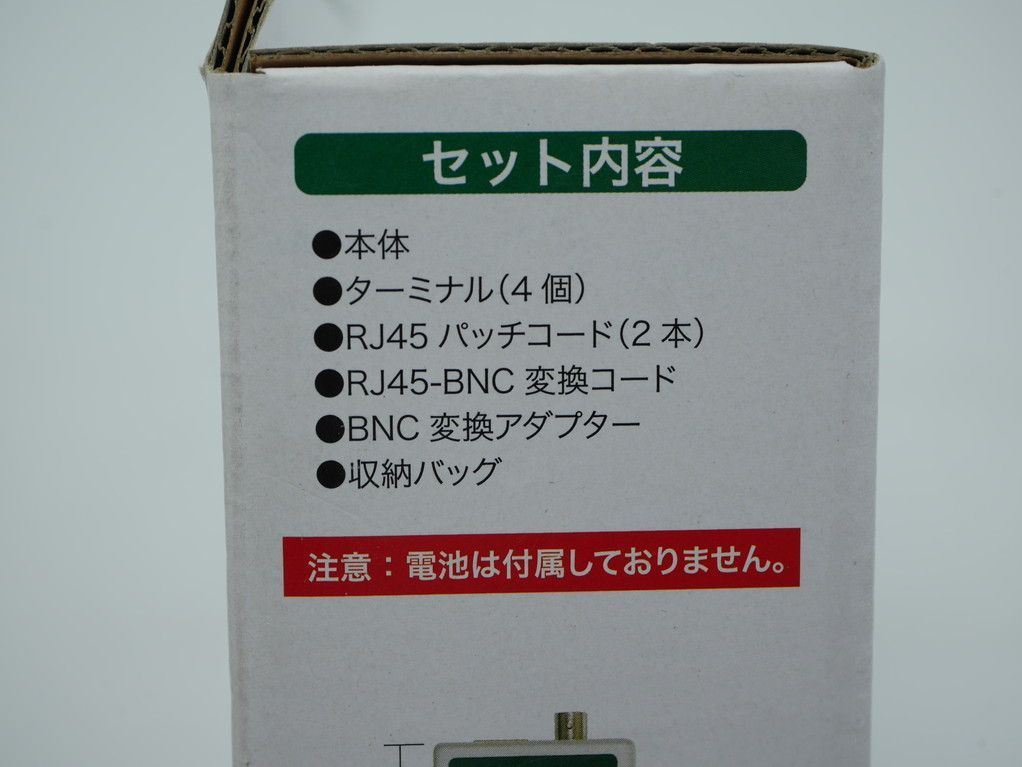 セット内容
●本体
●ターミナル(4 個)
●RJ45 パッチコード(2 本)
●RJ45-BNC 変換コード
●BNC 変換アダプター
●収納バッグ
注意：電池は付属しておりません。